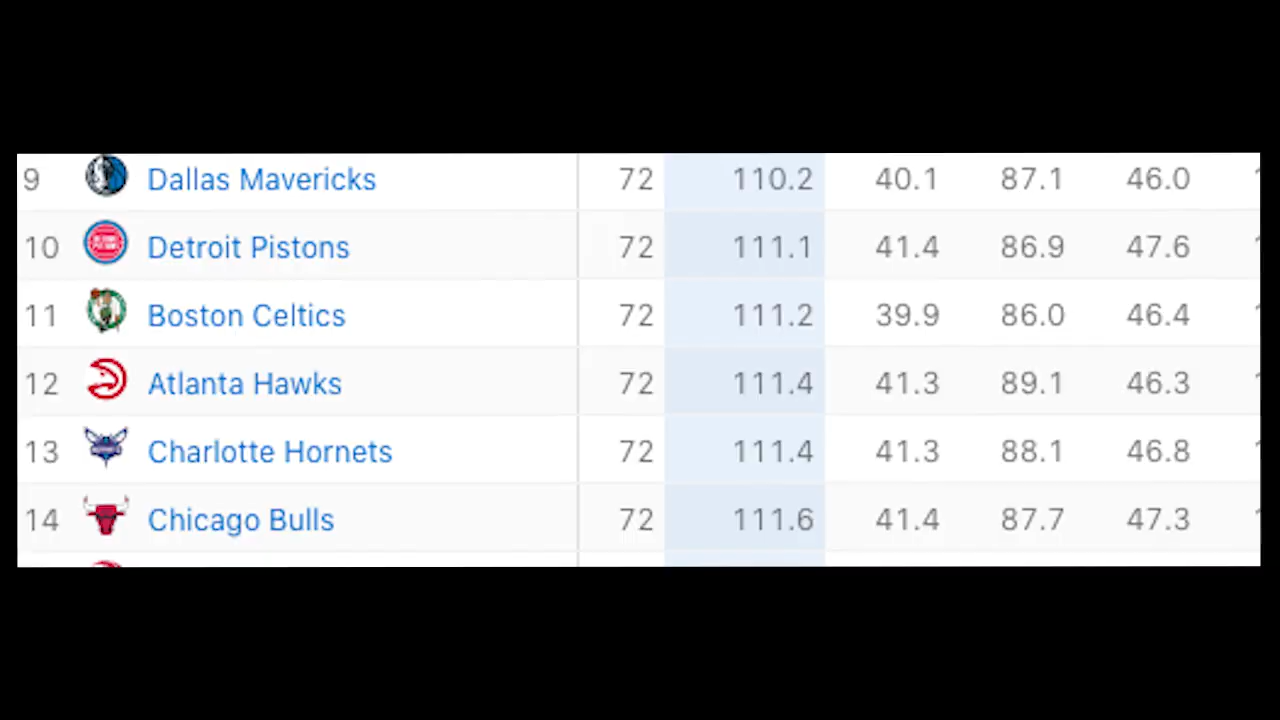 9 Dallas Mavericks 72 110.2 40.1 87.1 46.0
10 Detroit Pistons 72 111.1 41.4 86.9 47.6
11 Boston Celtics 72 111.2 39.9 86.0 46.4
12 Atlanta Hawks 72 111.4 41.3 89.1 46.3
13 Charlotte Hornets 72 111.4 41.3 88.1 46.8
14 Chicago Bulls 72 111.6 41.4 87.7 47.3